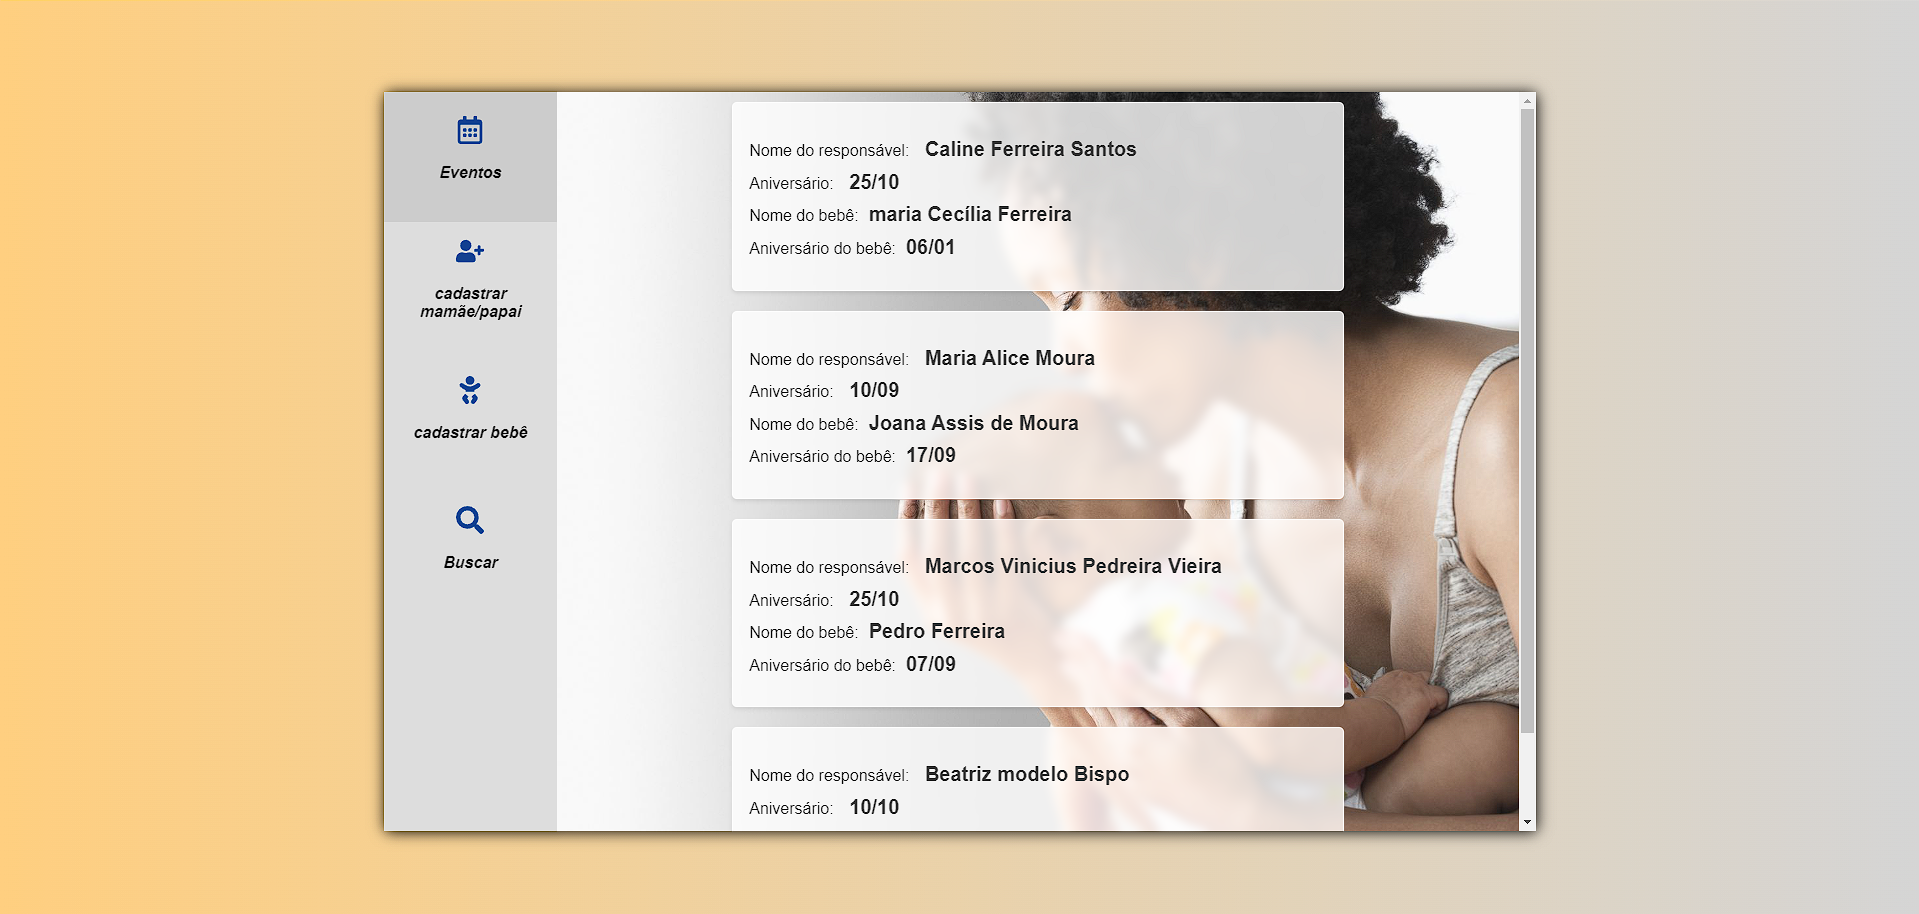 Eventos
cadastrar
mamãe/papai
cadastrar bebê
Buscar
Nome do responsável: Caline Ferreira Santos
Aniversário: 25/10
Nome do bebê: maria Cecília Ferreira
Aniversário do bebê: 06/01
Nome do responsável: Maria Alice Moura
Aniversário: 10/09
Nome do bebê: Joana Assis de Moura
Aniversário do bebê: 17/09
Nome do responsável: Marcos Vinicius Pedreira Vieira
Aniversário: 25/10
Nome do bebê: Pedro Ferreira
Aniversário do bebê: 07/09
Nome do responsável: Beatriz modelo Bispo
Aniversário: 10/10